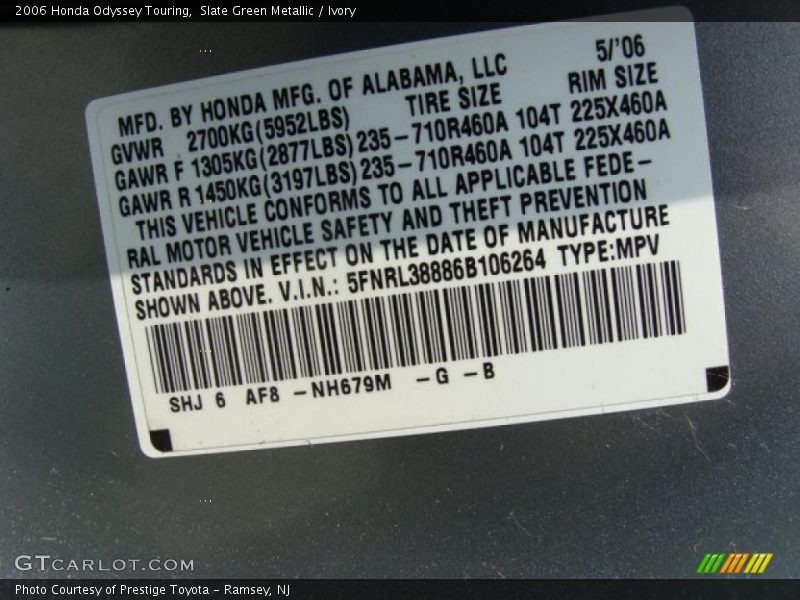 2006 Honda Odyssey Touring, Slate Green Metallic / Ivory
MFD. BY HONDA MFG. OF ALABAMA, LLC 5/'06
GVWR 2700KG(5952LBS) TIRE SIZE RIM SIZE
GAWR F 1305KG(2877LBS) 235-710R460A 104T 225X460A
GAWR R 1450KG(3197LBS) 235-710R460A 104T 225X460A
THIS VEHICLE CONFORMS TO ALL APPLICABLE FEDE-
RAL MOTOR VEHICLE SAFETY AND THEFT PREVENTION
STANDARDS IN EFFECT ON THE DATE OF MANUFACTURE
SHOWN ABOVE. V.I.N.: 5FNRL38886B106264 TYPE:MPV
SHJ 6 AF8 -NH679M -G -B
GTCARLOT.COM
Photo Courtesy of Prestige Toyota - Ramsey, NJ